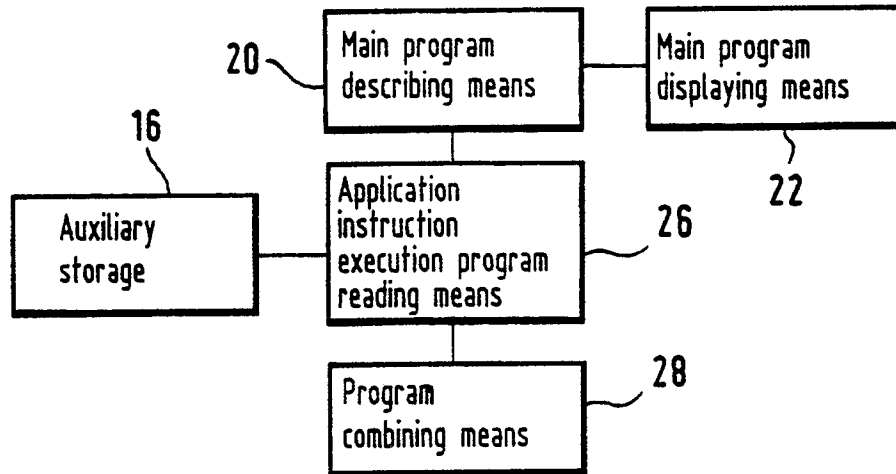 20
Main program
describing means
Main program
displaying means
22
16
Auxiliary
storage
Application
instruction
execution program
reading means
26
Program
combining means
28